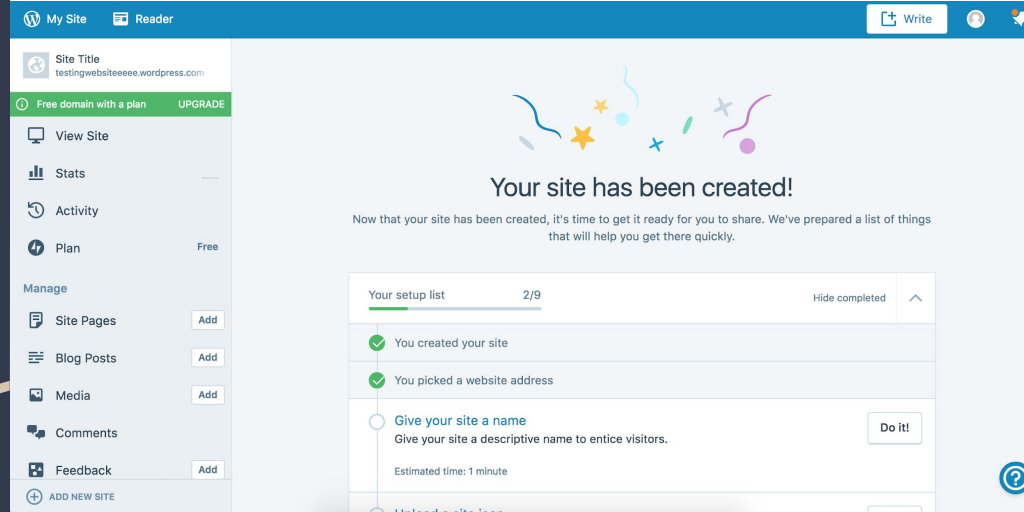 My Site
Reader
Write
Site Title
testingwebsiteeeee.wordpress.com
Free domain with a plan
UPGRADE
View Site
Stats
Activity
Plan
Free
Manage
Site Pages
Add
Blog Posts
Add
Media
Add
Comments
Feedback
Add
ADD NEW SITE
Your site has been created!
Now that your site has been created, it's time to get it ready for you to share. We've prepared a list of things
that will help you get there quickly.
Your setup list
2/9
Hide completed
You created your site
You picked a website address
Give your site a name
Give your site a descriptive name to entice visitors.
Do it!
Estimated time: 1 minute
Upload a site icon